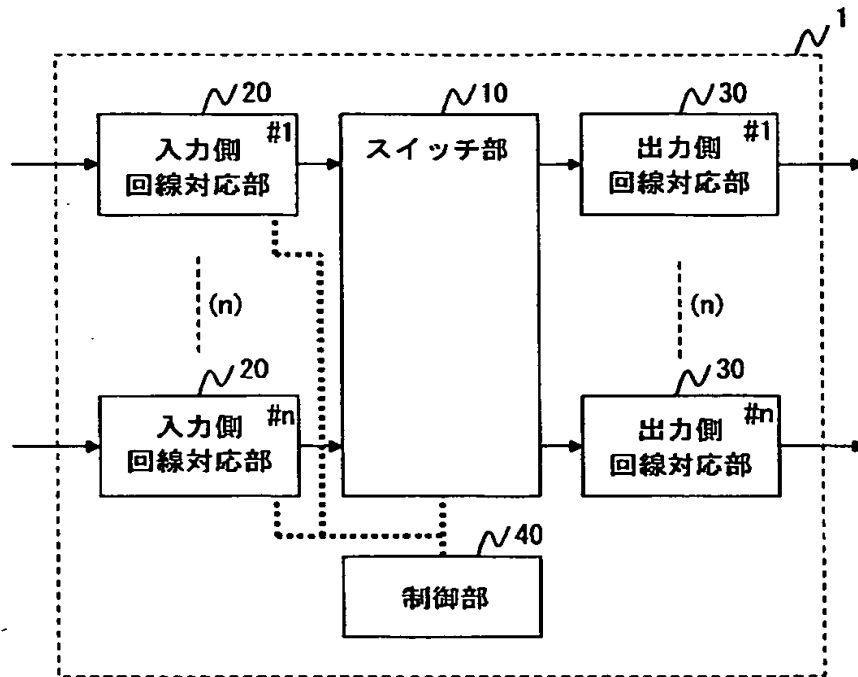 1
20
10
30
#1
入力側
回線対応部
スイッチ部
#1
出力側
回線対応部
(n)
(n)
20
30
#n
入力側
回線対応部
#n
出力側
回線対応部
40
制御部